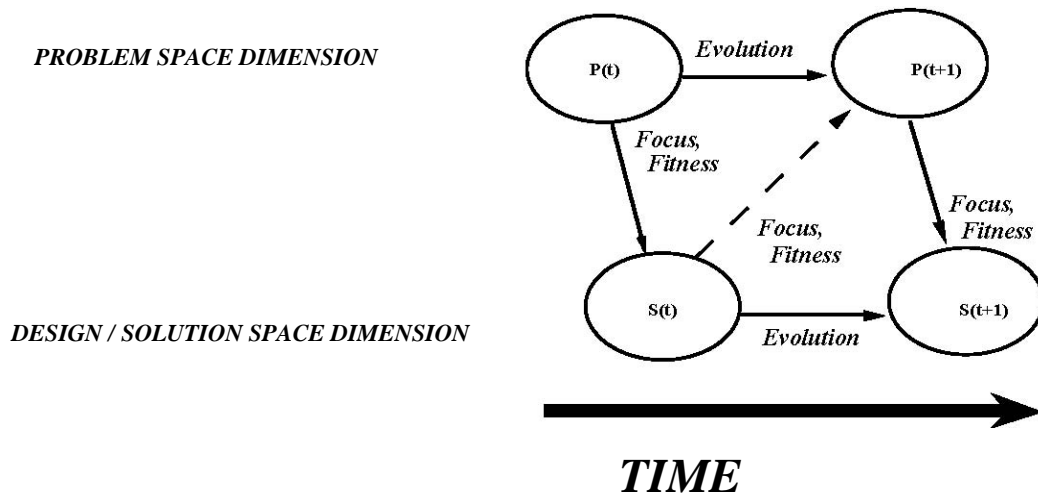 PROBLEM SPACE DIMENSION
P(t)
Evolution
P(t+1)
Focus,
Fitness
Focus,
Fitness
Focus,
Fitness
DESIGN / SOLUTION SPACE DIMENSION
S(t)
Evolution
S(t+1)
TIME